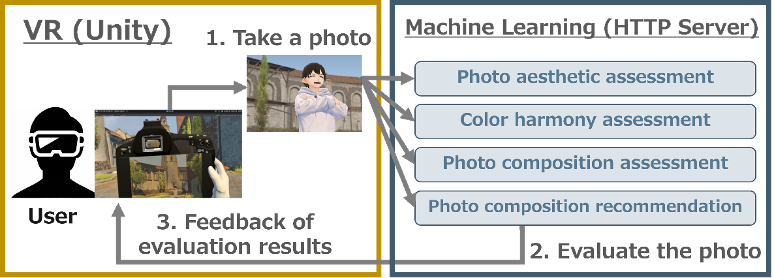 VR (Unity)
1. Take a photo
User
3. Feedback of
evaluation results
Machine Learning (HTTP Server)
Photo aesthetic assessment
Color harmony assessment
Photo composition assessment
Photo composition recommendation
2. Evaluate the photo